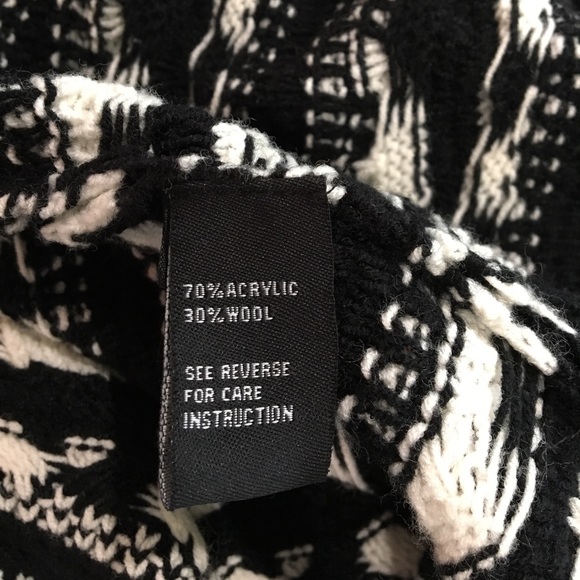 70%ACRYLIC
30%WOOL
SEE REVERSE
FOR CARE
INSTRUCTION